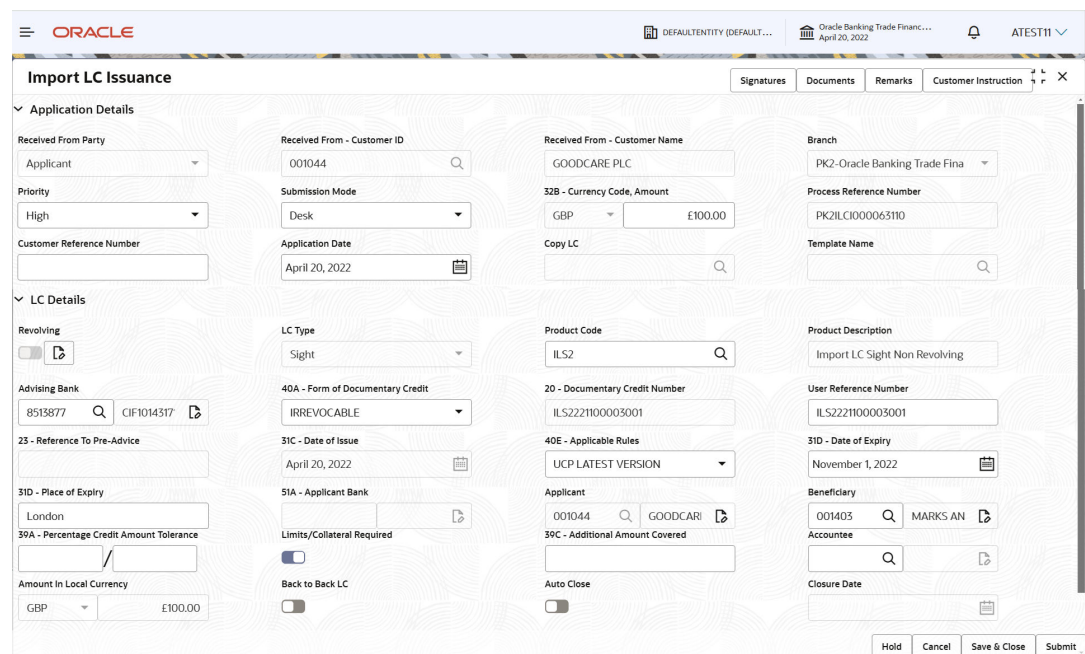 ORACLE
DEFAULTENTITY (DEFAULT...
Oracle Banking Trade Financ...
April 20, 2022
ATEST11
Import LC Issuance
Signatures Documents Remarks Customer Instruction
Application Details
Received From Party Received From - Customer ID Received From - Customer Name Branch
Applicant 001044 GOODCARE PLC PK2-Oracle Banking Trade Fina
Priority Submission Mode 32B - Currency Code, Amount Process Reference Number
High Desk GBP £100.00 PK2ILCI000063110
Customer Reference Number Application Date Copy LC Template Name
April 20, 2022
LC Details
Revolving LC Type Product Code Product Description
Sight ILS2 Import LC Sight Non Revolving
Advising Bank 40A - Form of Documentary Credit 20 - Documentary Credit Number User Reference Number
8513877 CIF1014317 IRREVOCABLE ILS2221100003001 ILS2221100003001
23 - Reference To Pre-Advice 31C - Date of Issue 40E - Applicable Rules 31D - Date of Expiry
April 20, 2022 UCP LATEST VERSION November 1, 2022
31D - Place of Expiry 51A - Applicant Bank Applicant Beneficiary
London 001044 GOODCARI 001403 MARKS AN
39A - Percentage Credit Amount Tolerance Limits/Collateral Required 39C - Additional Amount Covered Accountee
/
Amount In Local Currency Back to Back LC Auto Close Closure Date
GBP £100.00
Hold Cancel Save & Close Submit